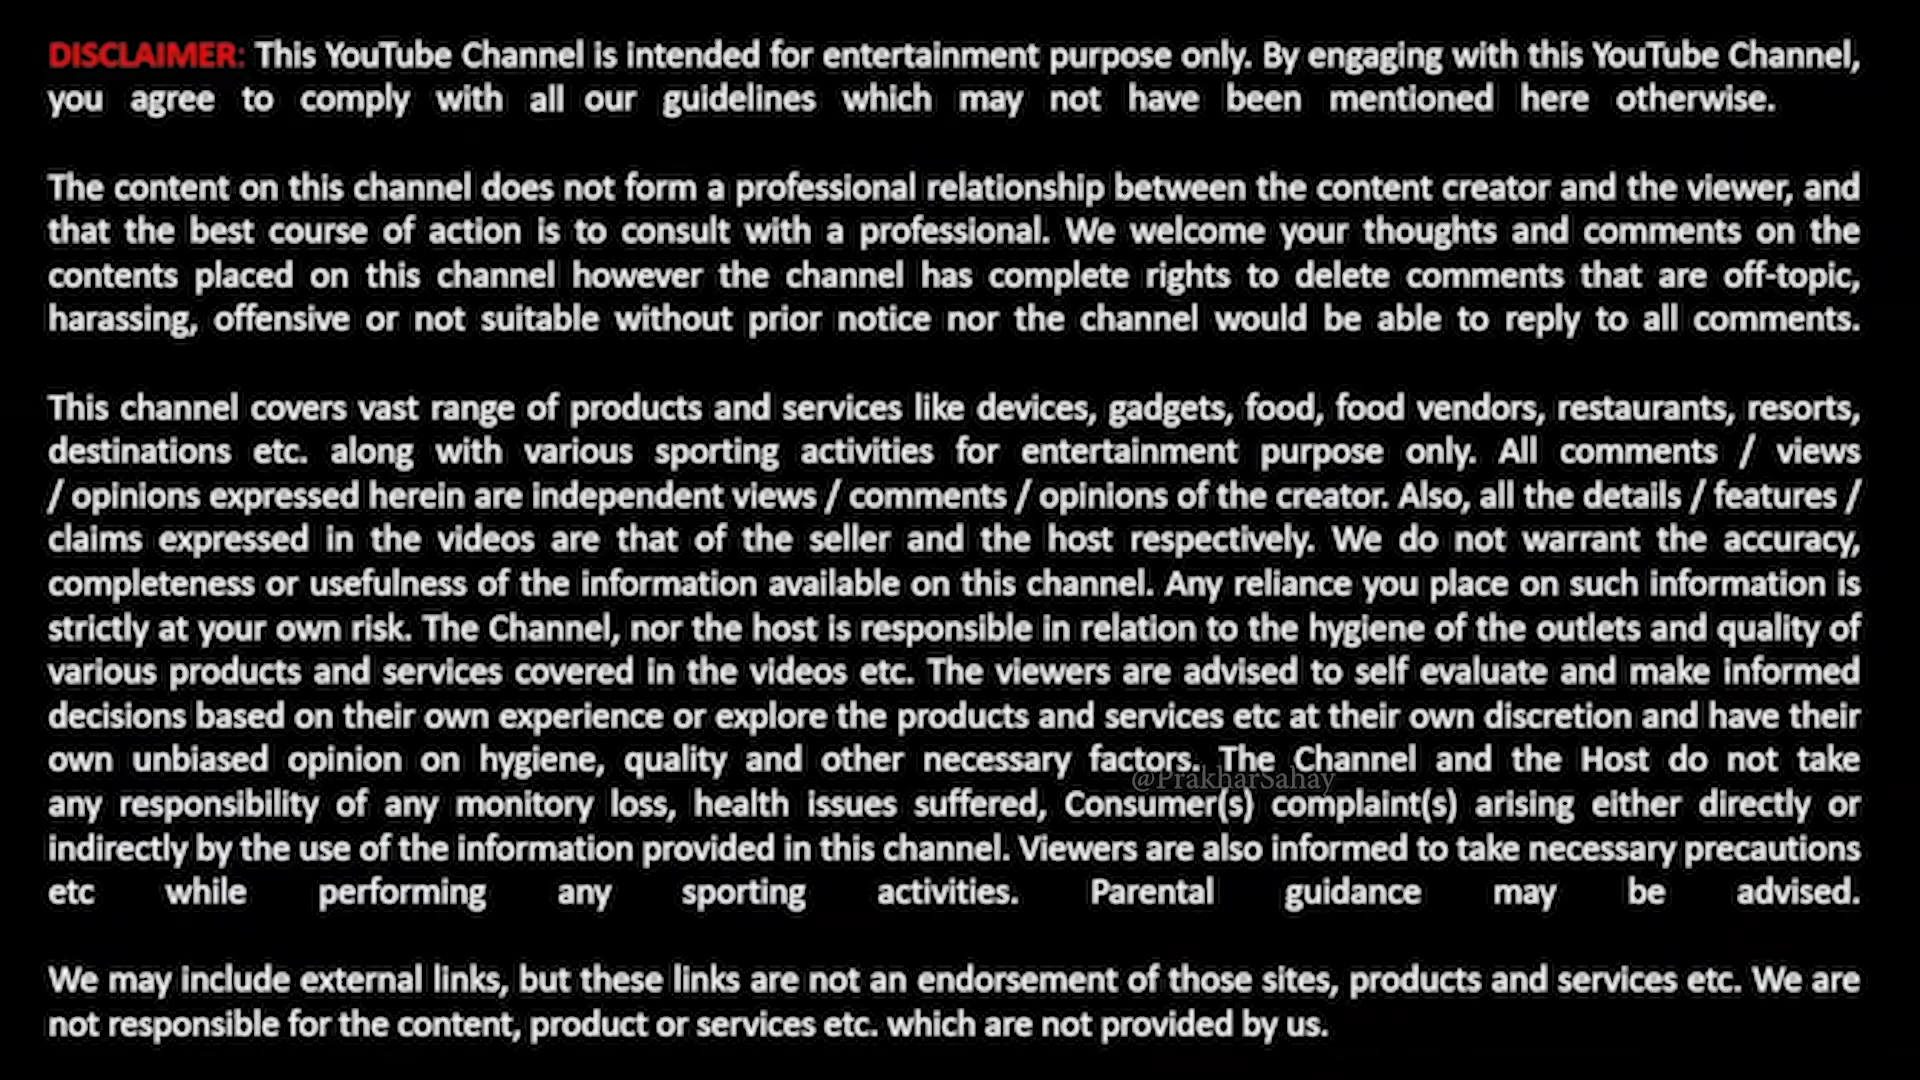 DISCLAIMER: This YouTube Channel is intended for entertainment purpose only. By engaging with this YouTube Channel,
you agree to comply with all our guidelines which may not have been mentioned here otherwise.
The content on this channel does not form a professional relationship between the content creator and the viewer, and
that the best course of action is to consult with a professional. We welcome your thoughts and comments on the
contents placed on this channel however the channel has complete rights to delete comments that are off-topic,
harassing, offensive or not suitable without prior notice nor the channel would be able to reply to all comments.
This channel covers vast range of products and services like devices, gadgets, food, food vendors, restaurants, resorts,
destinations etc. along with various sporting activities for entertainment purpose only. All comments / views
/ opinions expressed herein are independent views / comments / opinions of the creator. Also, all the details / features /
claims expressed in the videos are that of the seller and the host respectively. We do not warrant the accuracy,
completeness or usefulness of the information available on this channel. Any reliance you place on such information is
strictly at your own risk. The Channel, nor the host is responsible in relation to the hygiene of the outlets and quality of
various products and services covered in the videos etc. The viewers are advised to self evaluate and make informed
decisions based on their own experience or explore the products and services etc at their own discretion and have their
own unbiased opinion on hygiene, quality and other necessary factors. The Channel and the Host do not take
@PrakharSahay
any responsibility of any monitory loss, health issues suffered, Consumer(s) complaint(s) arising either directly or
indirectly by the use of the information provided in this channel. Viewers are also informed to take necessary precautions
etc while performing any sporting activities. Parental guidance may be advised.
We may include external links, but these links are not an endorsement of those sites, products and services etc. We are
not responsible for the content, product or services etc. which are not provided by us.